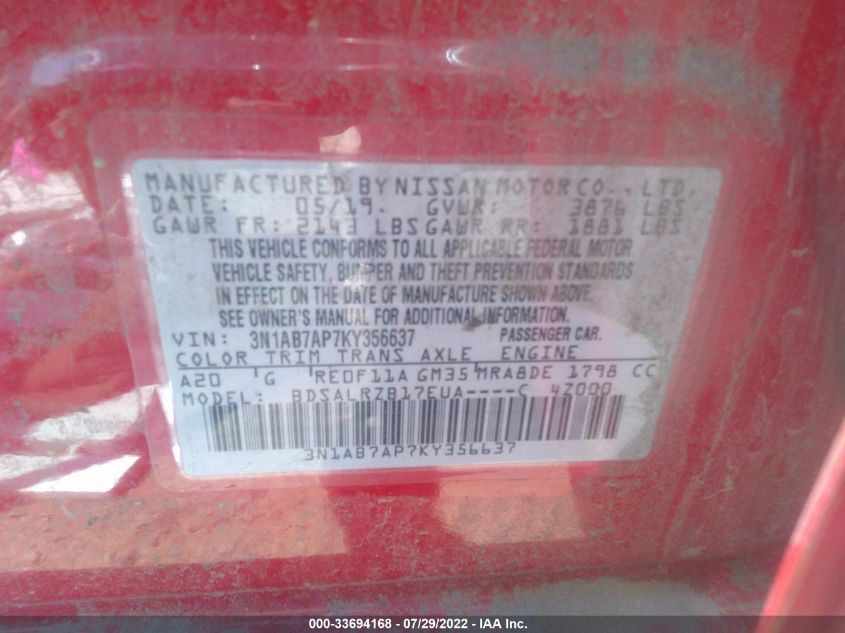 MANUFACTURED BY NISSAN MOTOR CO., LTD.
DATE: 05/19. GVWR: 3876 LBS
GAWR FR: 2143 LBS GAWR RR: 1881 LBS
THIS VEHICLE CONFORMS TO ALL APPLICABLE FEDERAL MOTOR
VEHICLE SAFETY, BUMPER AND THEFT PREVENTION STANDARDS
IN EFFECT ON THE DATE OF MANUFACTURE SHOWN ABOVE.
SEE OWNER'S MANUAL FOR ADDITIONAL INFORMATION.
VIN: 3N1AB7AP7KY356637 PASSENGER CAR.
COLOR TRIM TRANS AXLE ENGINE
A20 G RE0F11A GM35 MRA8DE 1798 CC
MODEL: BDSALRZB17EUA----C 4Z000
3N1AB7AP7KY356637
000-33694168 - 07/29/2022 - IAA Inc.